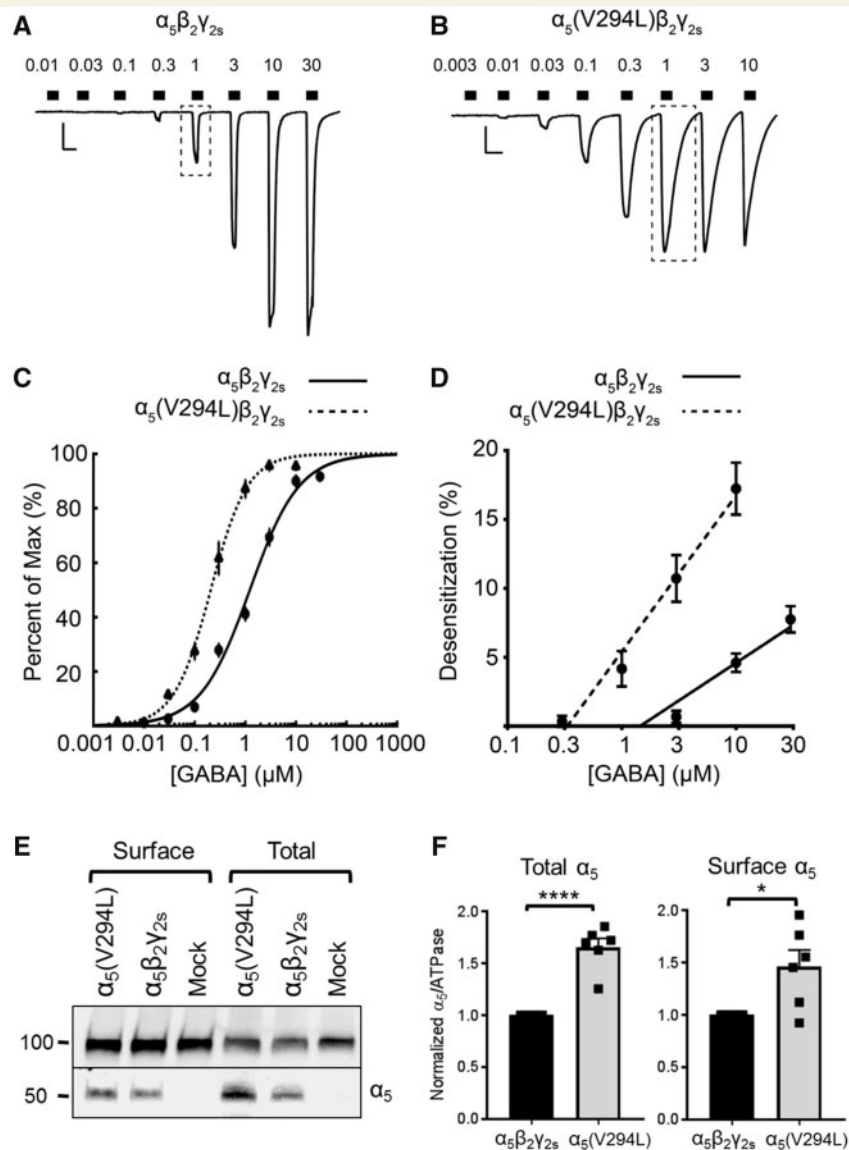 A
α5β2γ2s
0.01 0.03 0.1 0.3 1 3 10 30
B
α5(V294L)β2γ2s
0.003 0.01 0.03 0.1 0.3 1 3 10
C
α5β2γ2s
α5(V294L)β2γ2s
Percent of Max (%)
100
80
60
40
20
0.001 0.01 0.1 1 10 100 1000
[GABA] (µM)
D
α5β2γ2s
α5(V294L)β2γ2s
Desensitization (%)
20
15
10
5
0.1 0.3 1 3 10 30
[GABA] (µM)
E
Surface Total
α5(V294L) α5β2γ2s Mock α5(V294L) α5β2γ2s Mock
100
50
α5
F
Total α5
****
Normalized α5/ATPase
2.0
1.5
1.0
0.5
0.0
α5β2γ2s α5(V294L)
Surface α5
*
2.0
1.5
1.0
0.5
0.0
α5β2γ2s α5(V294L)